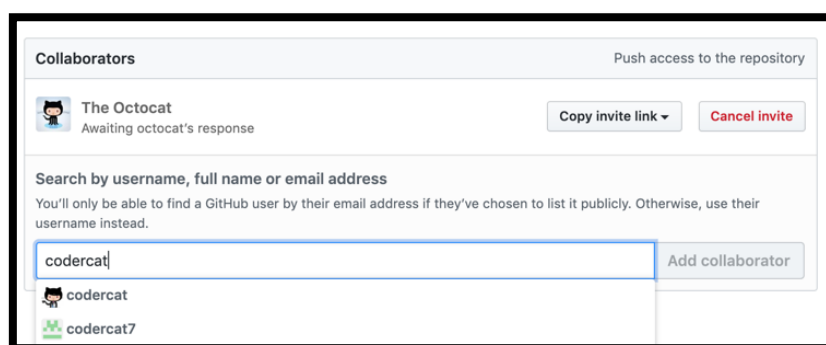 Collaborators Push access to the repository
The Octocat
Awaiting octocat's response
Copy invite link
Cancel invite
Search by username, full name or email address
You'll only be able to find a GitHub user by their email address if they've chosen to list it publicly. Otherwise, use their
username instead.
codercat
Add collaborator
codercat
codercat7